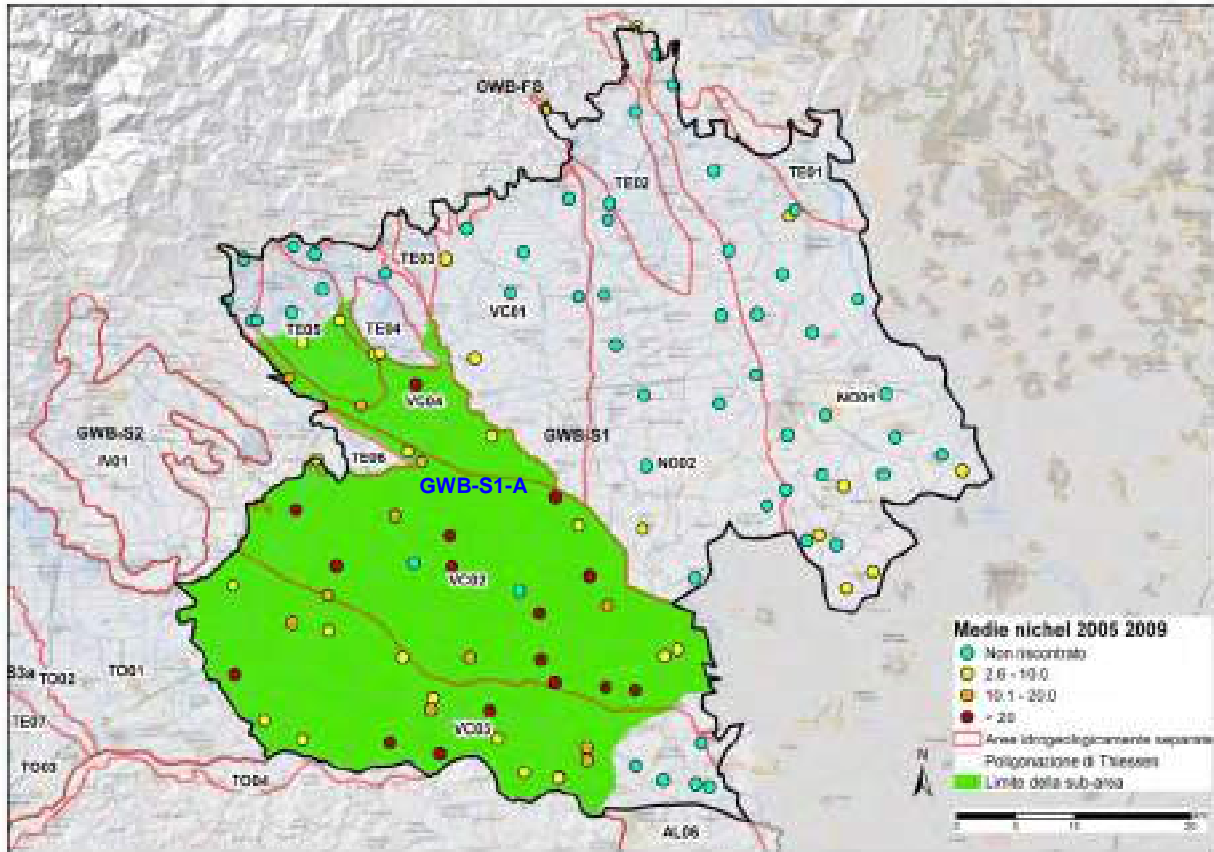 GWB-FS
TE01
TE02
TE03
VC01
TE05
TE04
VC04
NO01
GWB-S2
IV01
GWB-S1
TE06
NO02
GWB-S1-A
VC02
TO01
S3a
TO02
TE07
VC03
TO03
TO04
AL06
Medie nichel 2005 2009
Non riscontrato
2.6 - 10.0
10.1 - 20.0
> 20
Aree idrogeologicamente separate
Poligonazione di Thiessen
Limite della sub-area
N